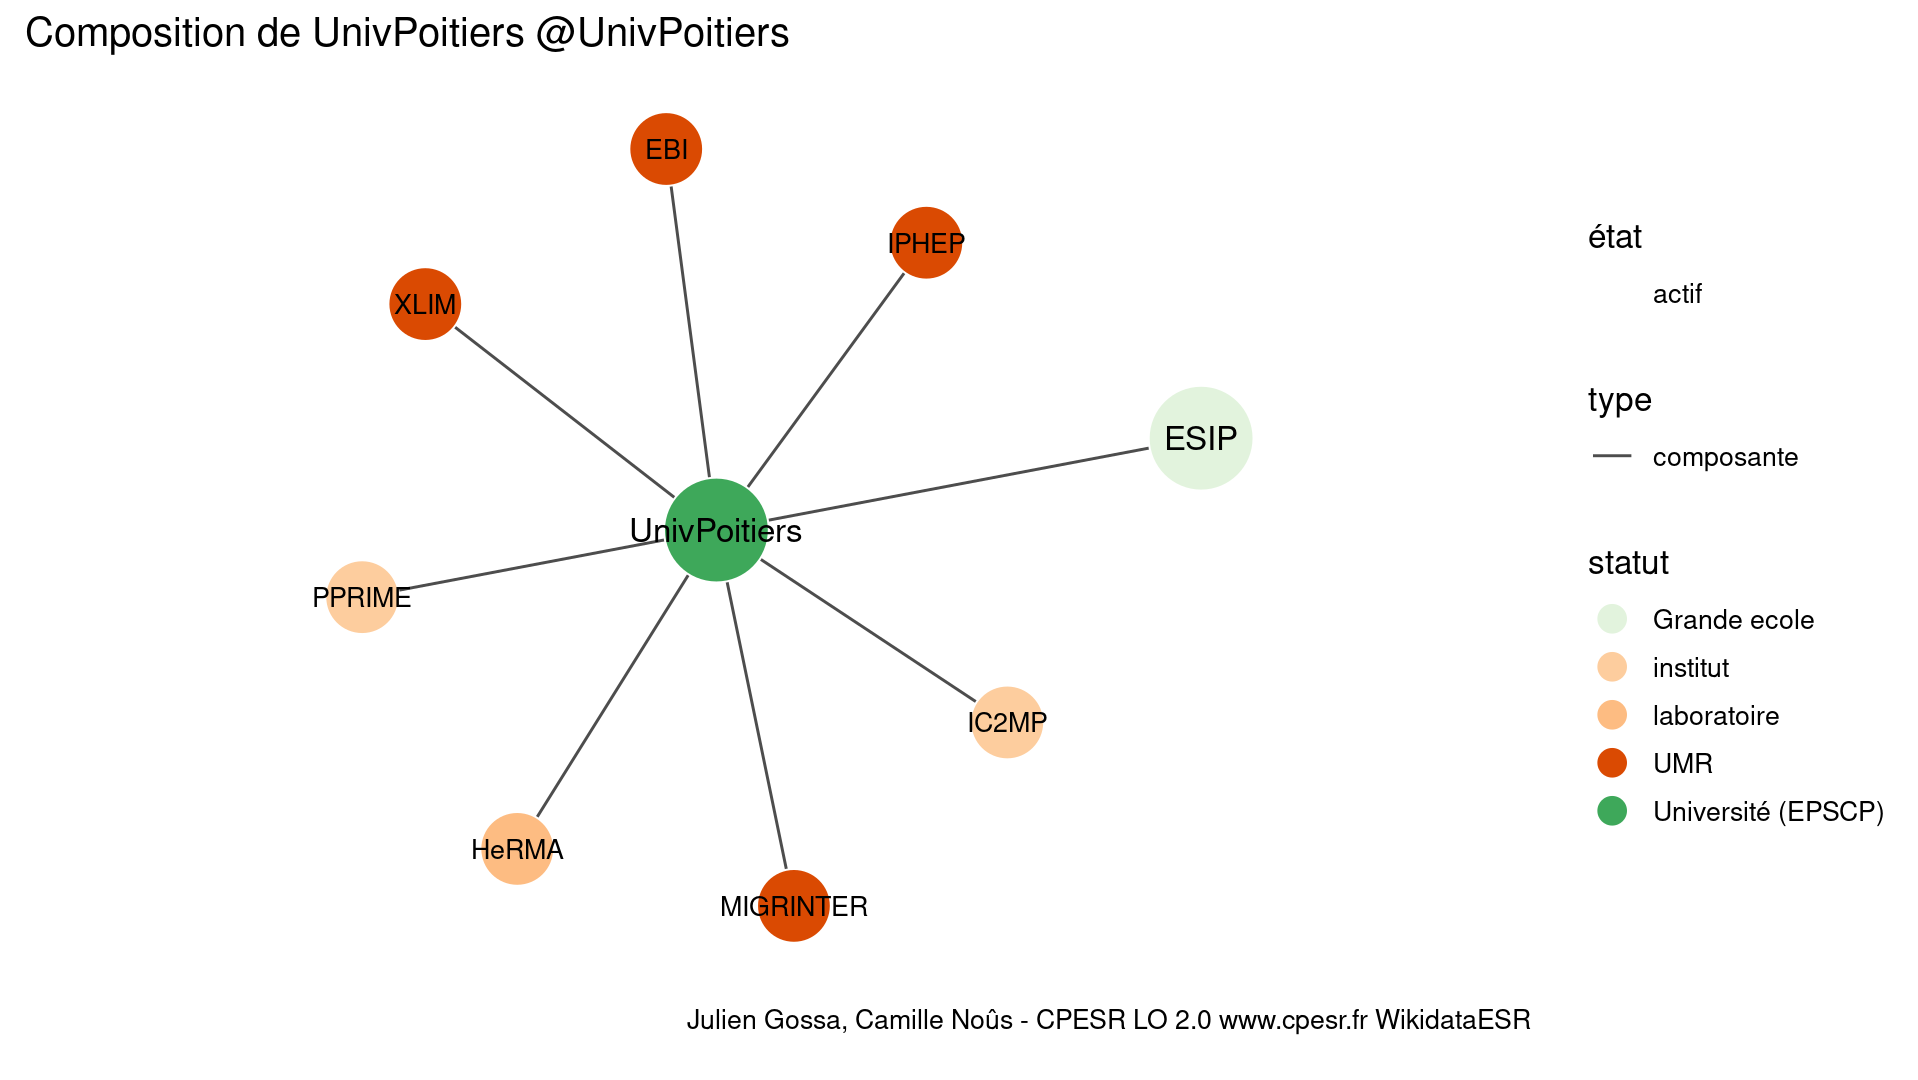 Composition de UnivPoitiers @UnivPoitiers
EBI
IPHEP
XLIM
ESIP
UnivPoitiers
PPRIME
IC2MP
HeRMA
MIGRINTER
état
actif
type
composante
statut
Grande ecole
institut
laboratoire
UMR
Université (EPSCP)
Julien Gossa, Camille Noûs - CPESR LO 2.0 www.cpesr.fr WikidataESR